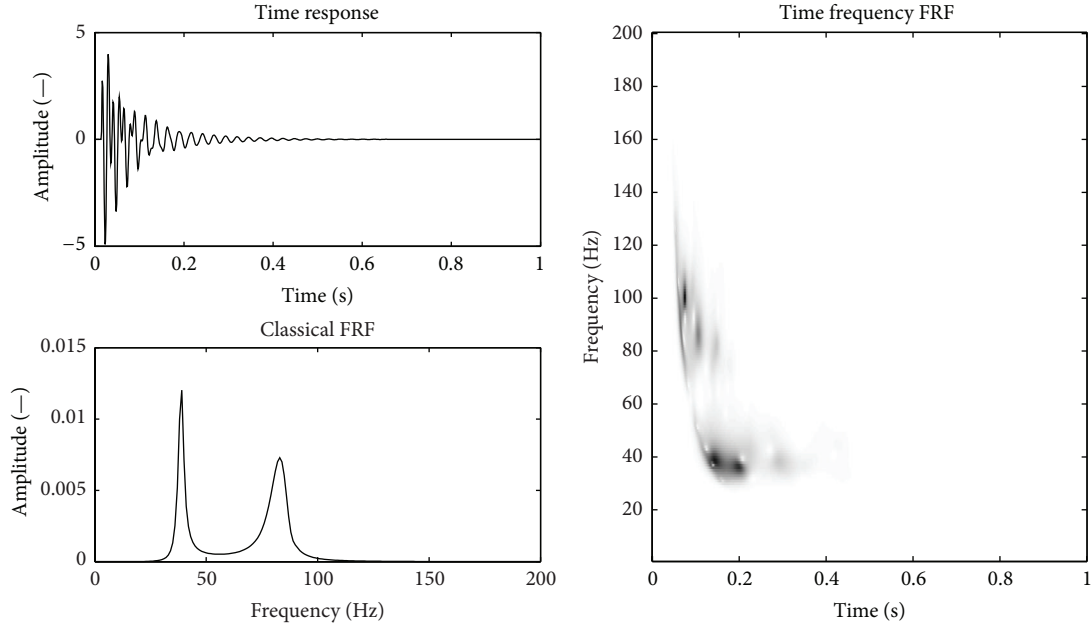 Time response
5
0
−5
Amplitude (—)
0 0.2 0.4 0.6 0.8 1
Time (s)
Classical FRF
0.015
0.01
0.005
0
Amplitude (—)
0 50 100 150 200
Frequency (Hz)
Time frequency FRF
200
180
160
140
120
100
80
60
40
20
Frequency (Hz)
0 0.2 0.4 0.6 0.8 1
Time (s)